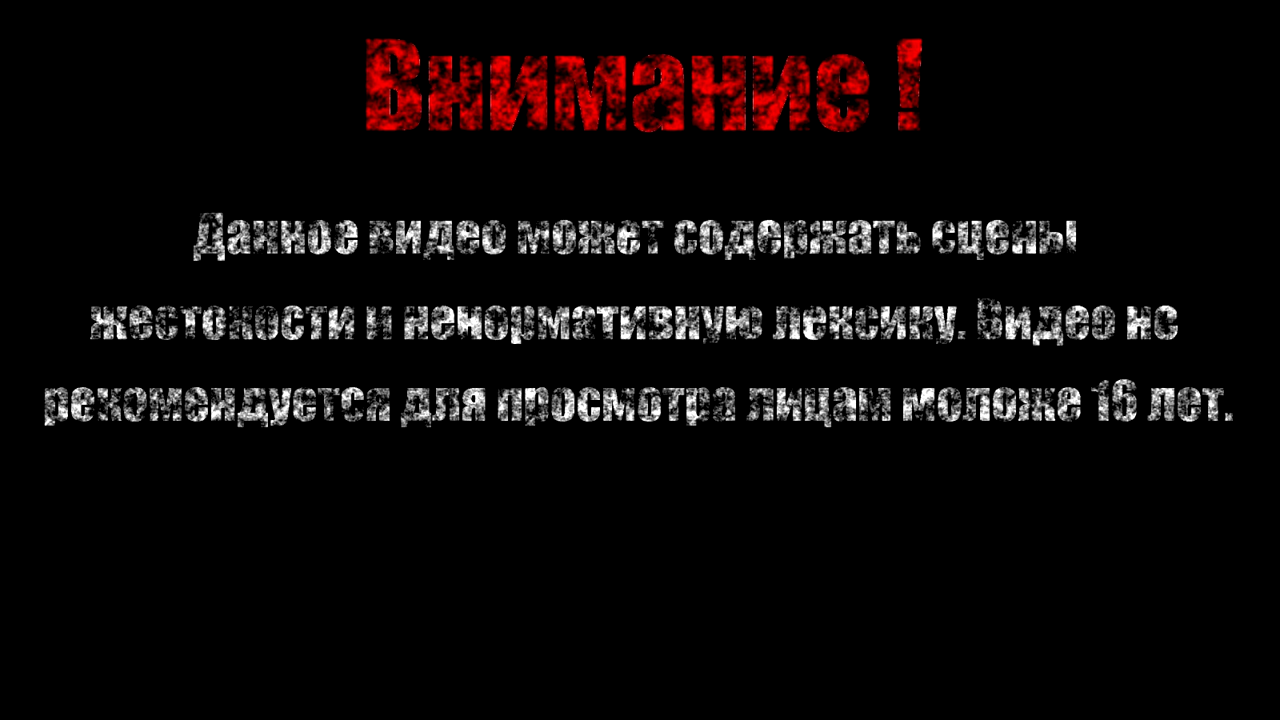 Внимание !
Данное видео может содержать сцены
жестокости и ненормативную лексику. Видео не
рекомендуется для просмотра лицам моложе 16 лет.